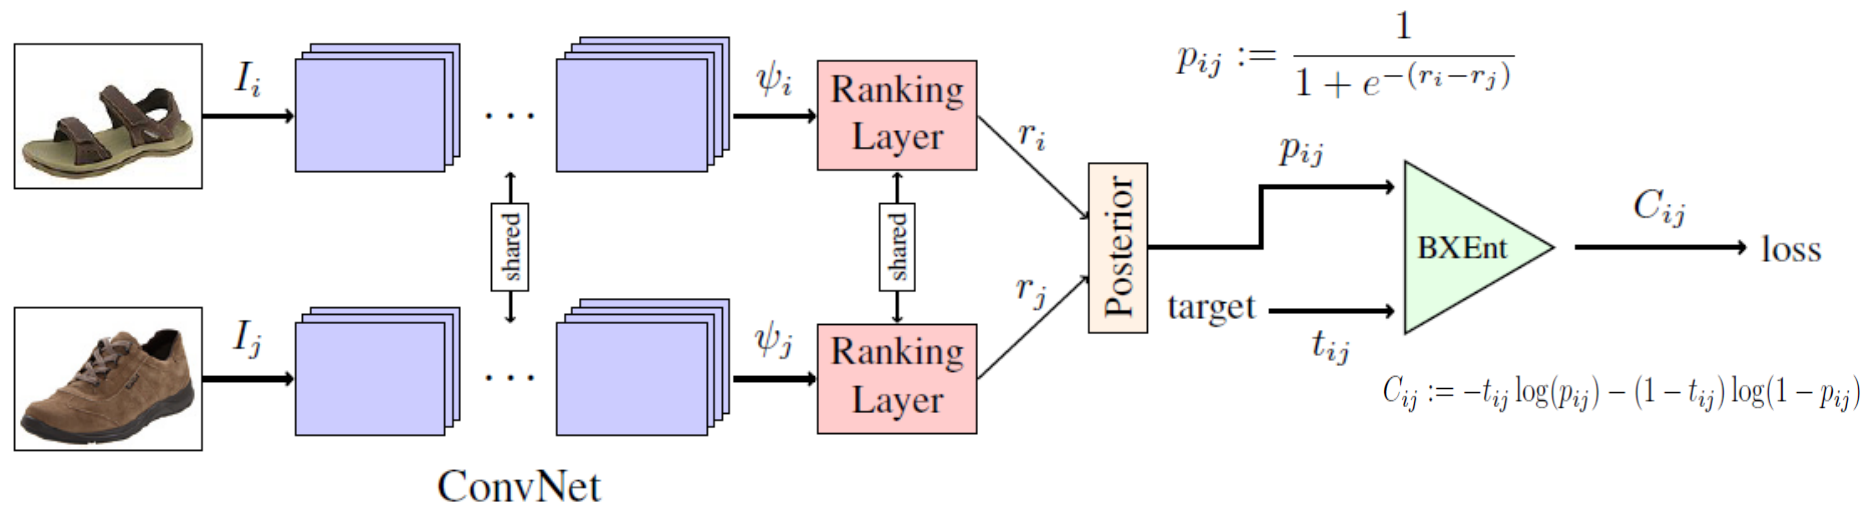 I_i
ψ_i
Ranking
Layer
r_i
p_{ij} := \frac{1}{1 + e^{-(r_i - r_j)}}
shared
shared
Posterior
p_{ij}
BXEnt
C_{ij}
loss
target
t_{ij}
I_j
ψ_j
Ranking
Layer
r_j
C_{ij} := -t_{ij} log(p_{ij}) - (1 - t_{ij}) log(1 - p_{ij})
ConvNet